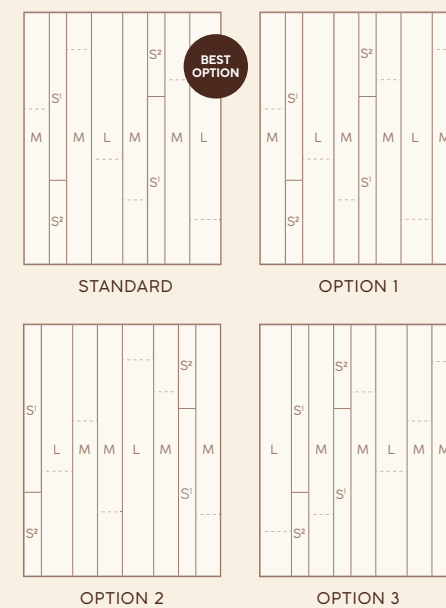 S²
BEST
OPTION
S¹
M M L M M L
S¹
S²
STANDARD
S²
S¹
M L M M L M
S¹
S²
OPTION 1
S²
S¹
L M M L M M
S¹
S²
OPTION 2
S²
S¹
L M M L M M
S¹
S²
OPTION 3